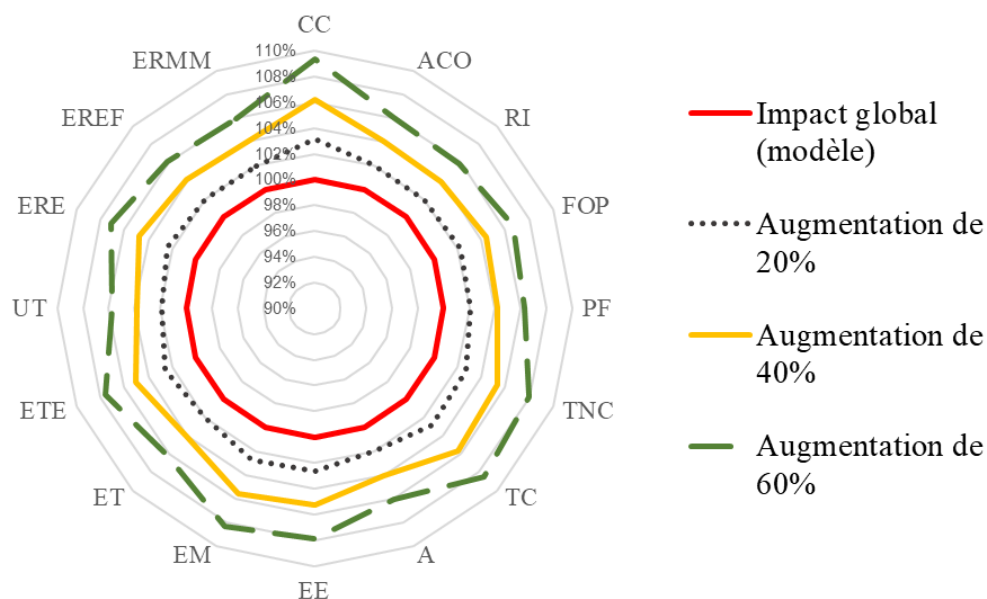 CC
ERMM
ACO
110%
108%
106%
104%
102%
100%
98%
96%
94%
92%
90%
EREF
RI
ERE
FOP
UT
PF
ETE
TNC
ET
TC
EM
A
EE
Impact global
(modèle)
Augmentation de
20%
Augmentation de
40%
Augmentation de
60%